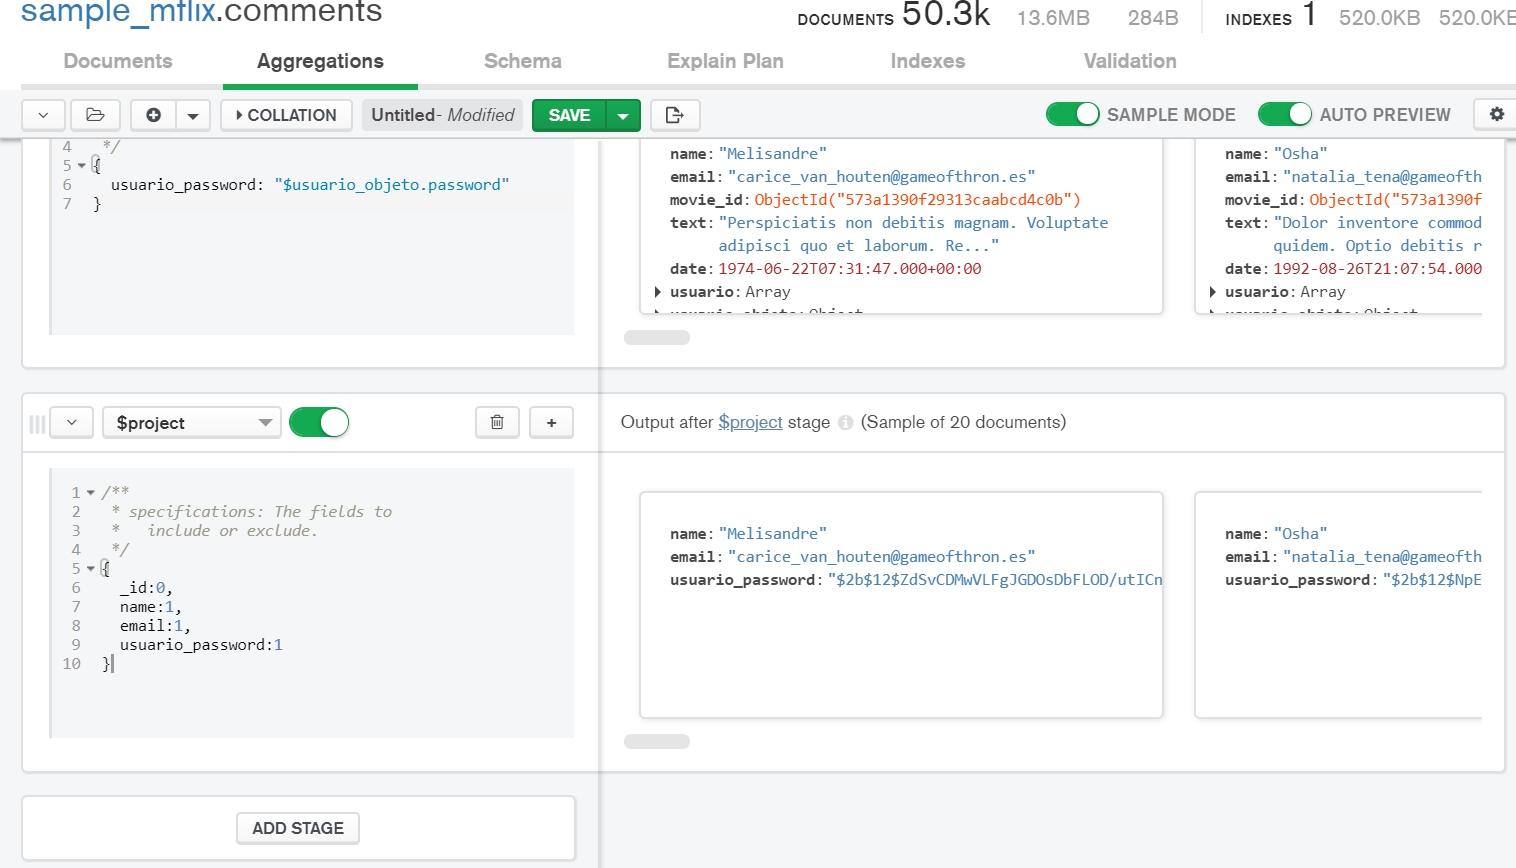 sample_mflix.comments
DOCUMENTS 50.3k 13.6MB 284B INDEXES 1 520.0KB 520.0KB
Documents Aggregations Schema Explain Plan Indexes Validation
COLLATION Untitled- Modified SAVE SAMPLE MODE AUTO PREVIEW
4 */
5 {
6 usuario_password: "$usuario_objeto.password"
7 }
name: "Melisandre"
email: "carice_van_houten@gameofthron.es"
movie_id: ObjectId("573a1390f29313caabcd4c0b")
text: "Perspiciatis non debitis magnam. Voluptate
adipisci quo et laborum. Re..."
date: 1974-06-22T07:31:47.000+00:00
usuario: Array
usuario_objeto: Object
name: "Osha"
email: "natalia_tena@gameofth
movie_id: ObjectId("573a1390f
text: "Dolor inventore commod
quidem. Optio debitis r
date: 1992-08-26T21:07:54.000
usuario: Array
usuario_objeto: Object
$project
Output after $project stage (Sample of 20 documents)
1 /**
2 * specifications: The fields to
3 * include or exclude.
4 */
5 {
6 _id:0,
7 name:1,
8 email:1,
9 usuario_password:1
10 }
name: "Melisandre"
email: "carice_van_houten@gameofthron.es"
usuario_password: "$2b$12$ZdSvCDMwVLFgJGDOsDbFLOD/utICn
name: "Osha"
email: "natalia_tena@gameofth
usuario_password: "$2b$12$NpE
ADD STAGE